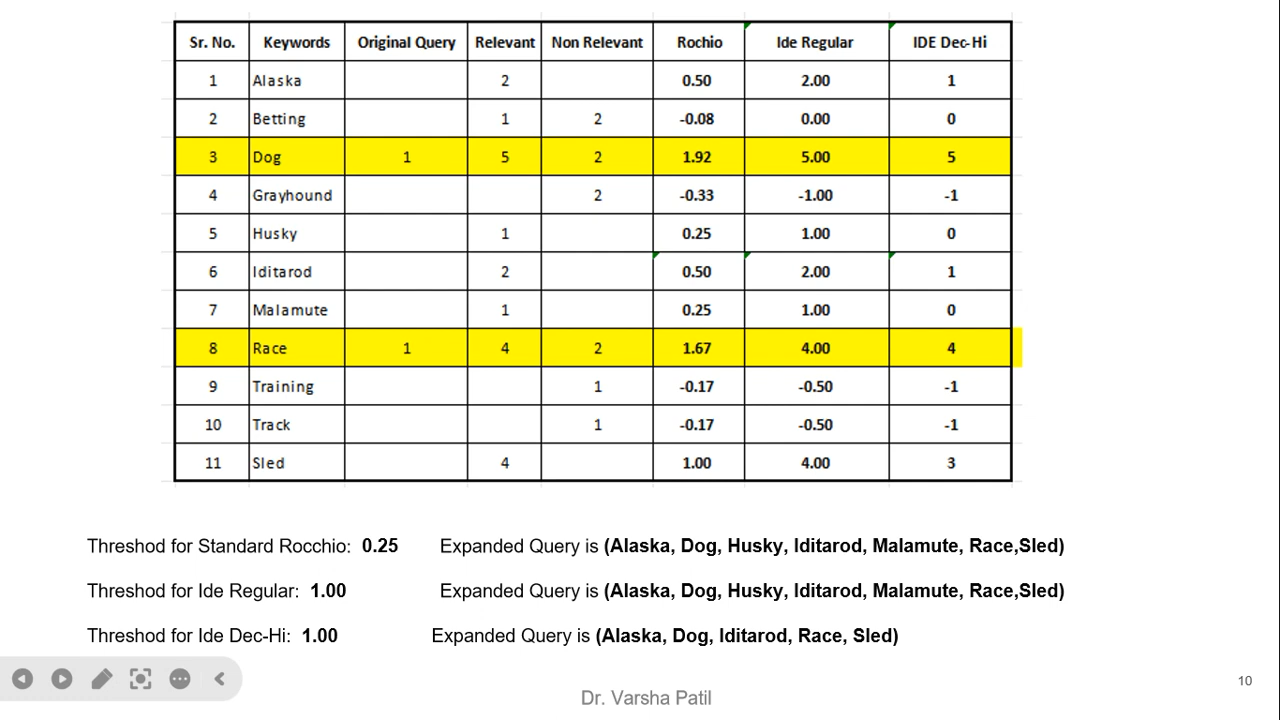 Sr. No. Keywords Original Query Relevant Non Relevant Rochio Ide Regular IDE Dec-Hi
1 Alaska 2 0.50 2.00 1
2 Betting 1 2 -0.08 0.00 0
3 Dog 1 5 2 1.92 5.00 5
4 Grayhound 2 -0.33 -1.00 -1
5 Husky 1 0.25 1.00 0
6 Iditarod 2 0.50 2.00 1
7 Malamute 1 0.25 1.00 0
8 Race 1 4 2 1.67 4.00 4
9 Training 1 -0.17 -0.50 -1
10 Track 1 -0.17 -0.50 -1
11 Sled 4 1.00 4.00 3
Threshod for Standard Rocchio: 0.25 Expanded Query is (Alaska, Dog, Husky, Iditarod, Malamute, Race,Sled)
Threshod for Ide Regular: 1.00 Expanded Query is (Alaska, Dog, Husky, Iditarod, Malamute, Race,Sled)
Threshod for Ide Dec-Hi: 1.00 Expanded Query is (Alaska, Dog, Iditarod, Race, Sled)
10
Dr. Varsha Patil